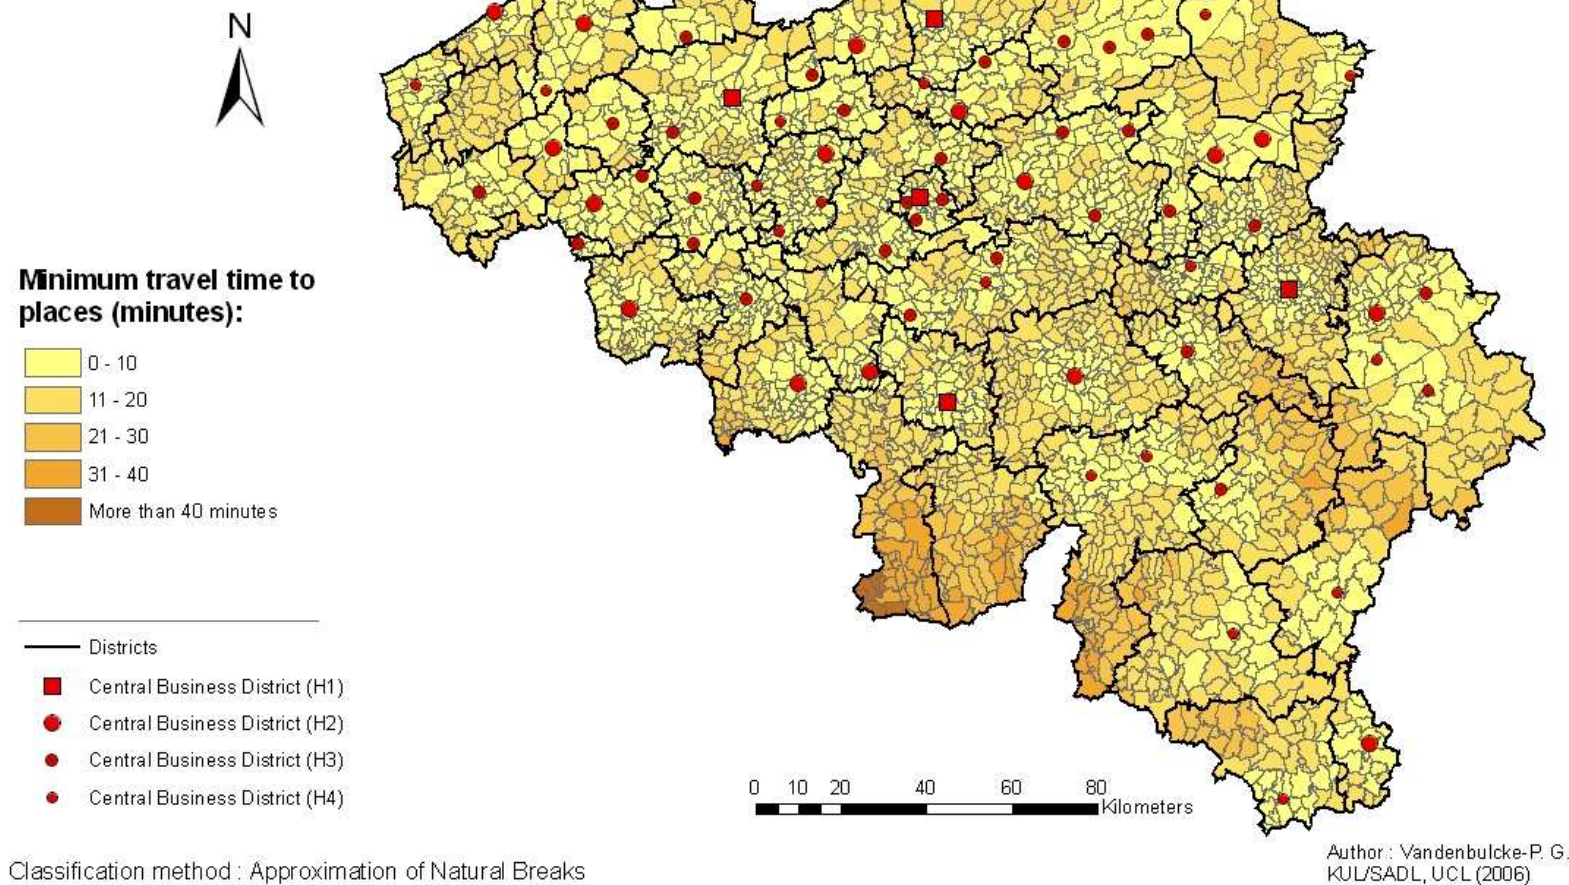 N
Minimum travel time to
places (minutes):
0 - 10
11 - 20
21 - 30
31 - 40
More than 40 minutes
Districts
Central Business District (H1)
Central Business District (H2)
Central Business District (H3)
Central Business District (H4)
0 10 20 40 60 80
Kilometers
Classification method : Approximation of Natural Breaks
Author : Vandenbulcke-P. G.
KUL/SADL, UCL (2006)